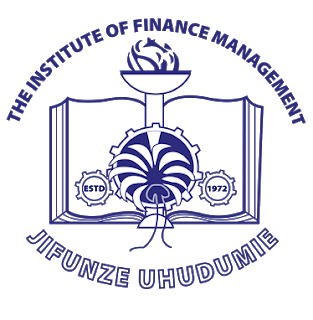 THE INSTITUTE OF FINANCE MANAGEMENT
ESTD
1972
JIFUNZE UHUDUMIE